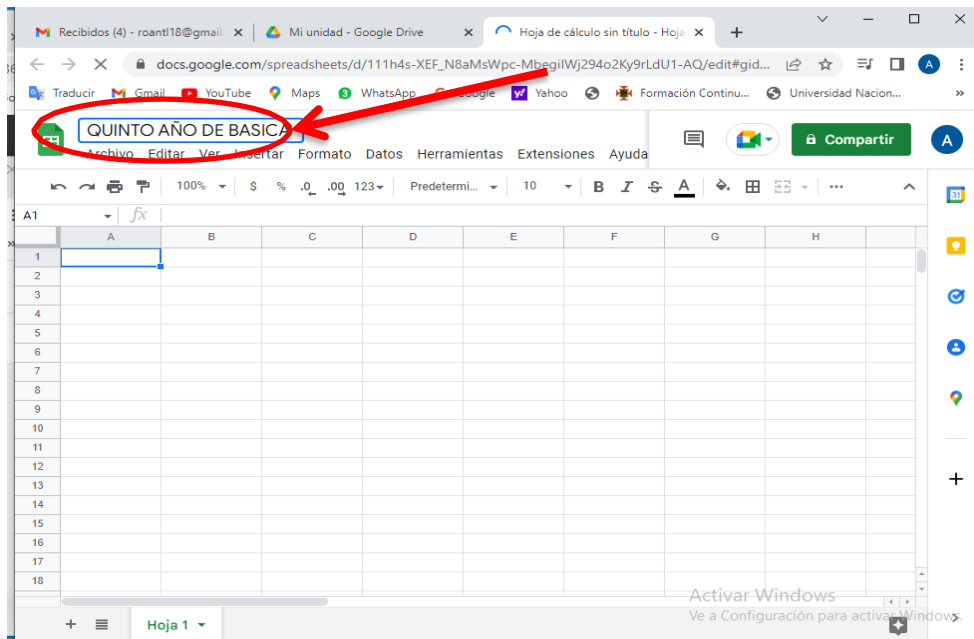 Recibidos (4) - roantl18@gmail.
Mi unidad - Google Drive
Hoja de cálculo sin título - Hoja
docs.google.com/spreadsheets/d/111h4s-XEF_N8aMsWpc-MbegiIWj294o2Ky9rLdU1-AQ/edit#gid...
A
Traducir
Gmail
YouTube
Maps
WhatsApp
Yahoo
Formación Continu...
Universidad Nacion...
»
QUINTO AÑO DE BASICA
Archivo Editar Ver Insertar Formato Datos Herramientas Extensiones Ayuda
Compartir
A
100% $ % .0 .00 123 Predetermi... 10 B I S A
A1 fx
A B C D E F G H
1
2
3
4
5
6
7
8
9
10
11
12
13
14
15
16
17
18
31
Activar Windows
Ve a Configuración para activar Windows.
Hoja 1